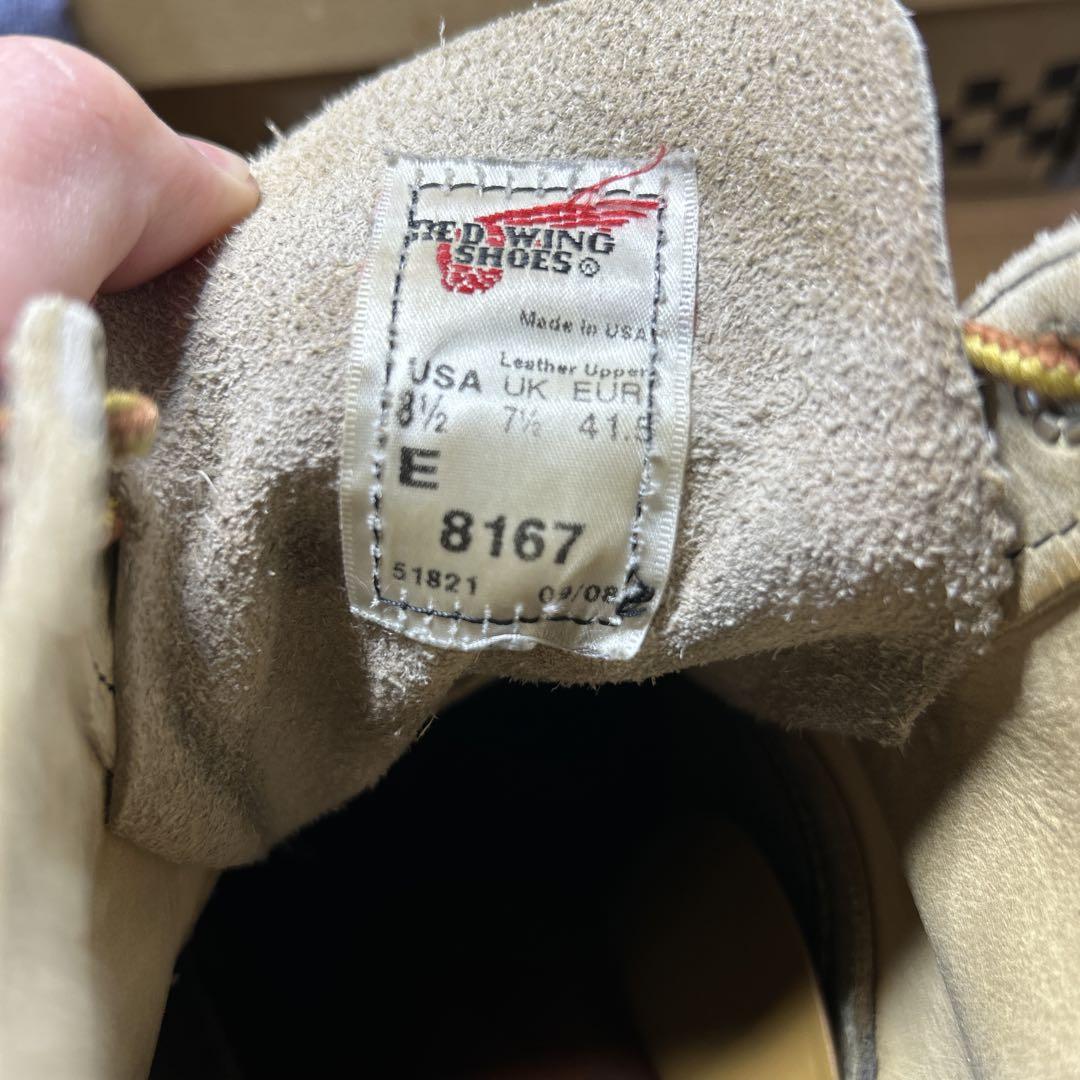 RED WING
SHOES®
Made in USA
Leather Upper
USA UK EUR
8½ 7½ 41.5
E
8167
51821 09/08